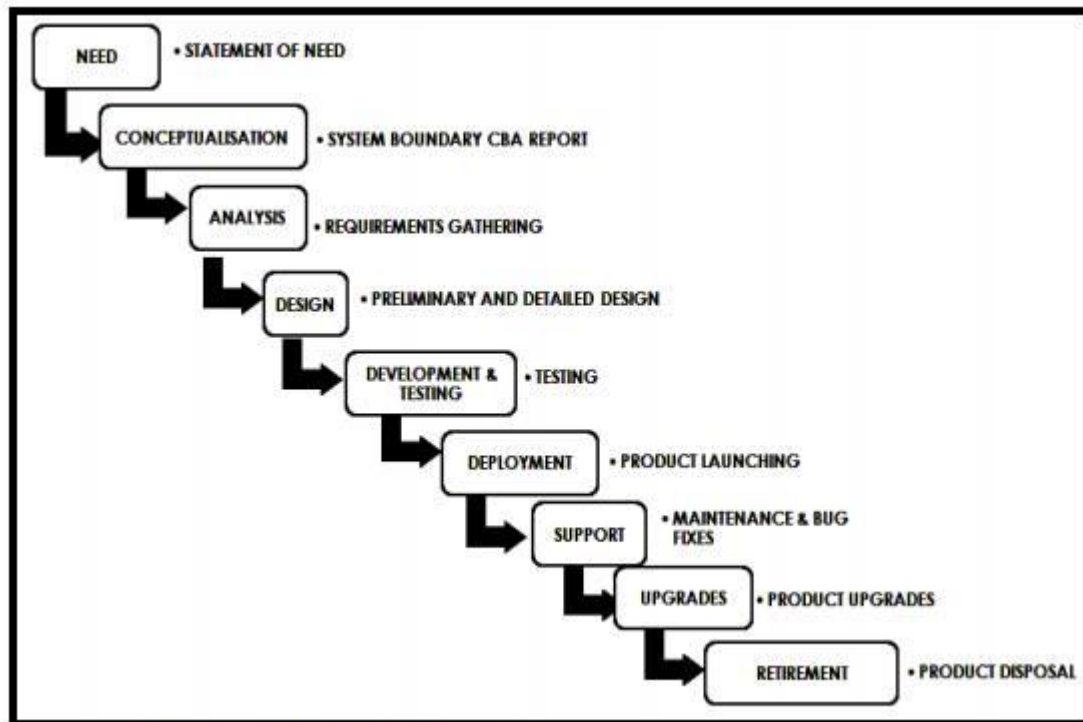 NEED
• STATEMENT OF NEED
CONCEPTUALISATION
• SYSTEM BOUNDARY CBA REPORT
ANALYSIS
• REQUIREMENTS GATHERING
DESIGN
• PRELIMINARY AND DETAILED DESIGN
DEVELOPMENT &
TESTING
• TESTING
DEPLOYMENT
• PRODUCT LAUNCHING
SUPPORT
• MAINTENANCE & BUG
FIXES
UPGRADES
• PRODUCT UPGRADES
RETIREMENT
• PRODUCT DISPOSAL